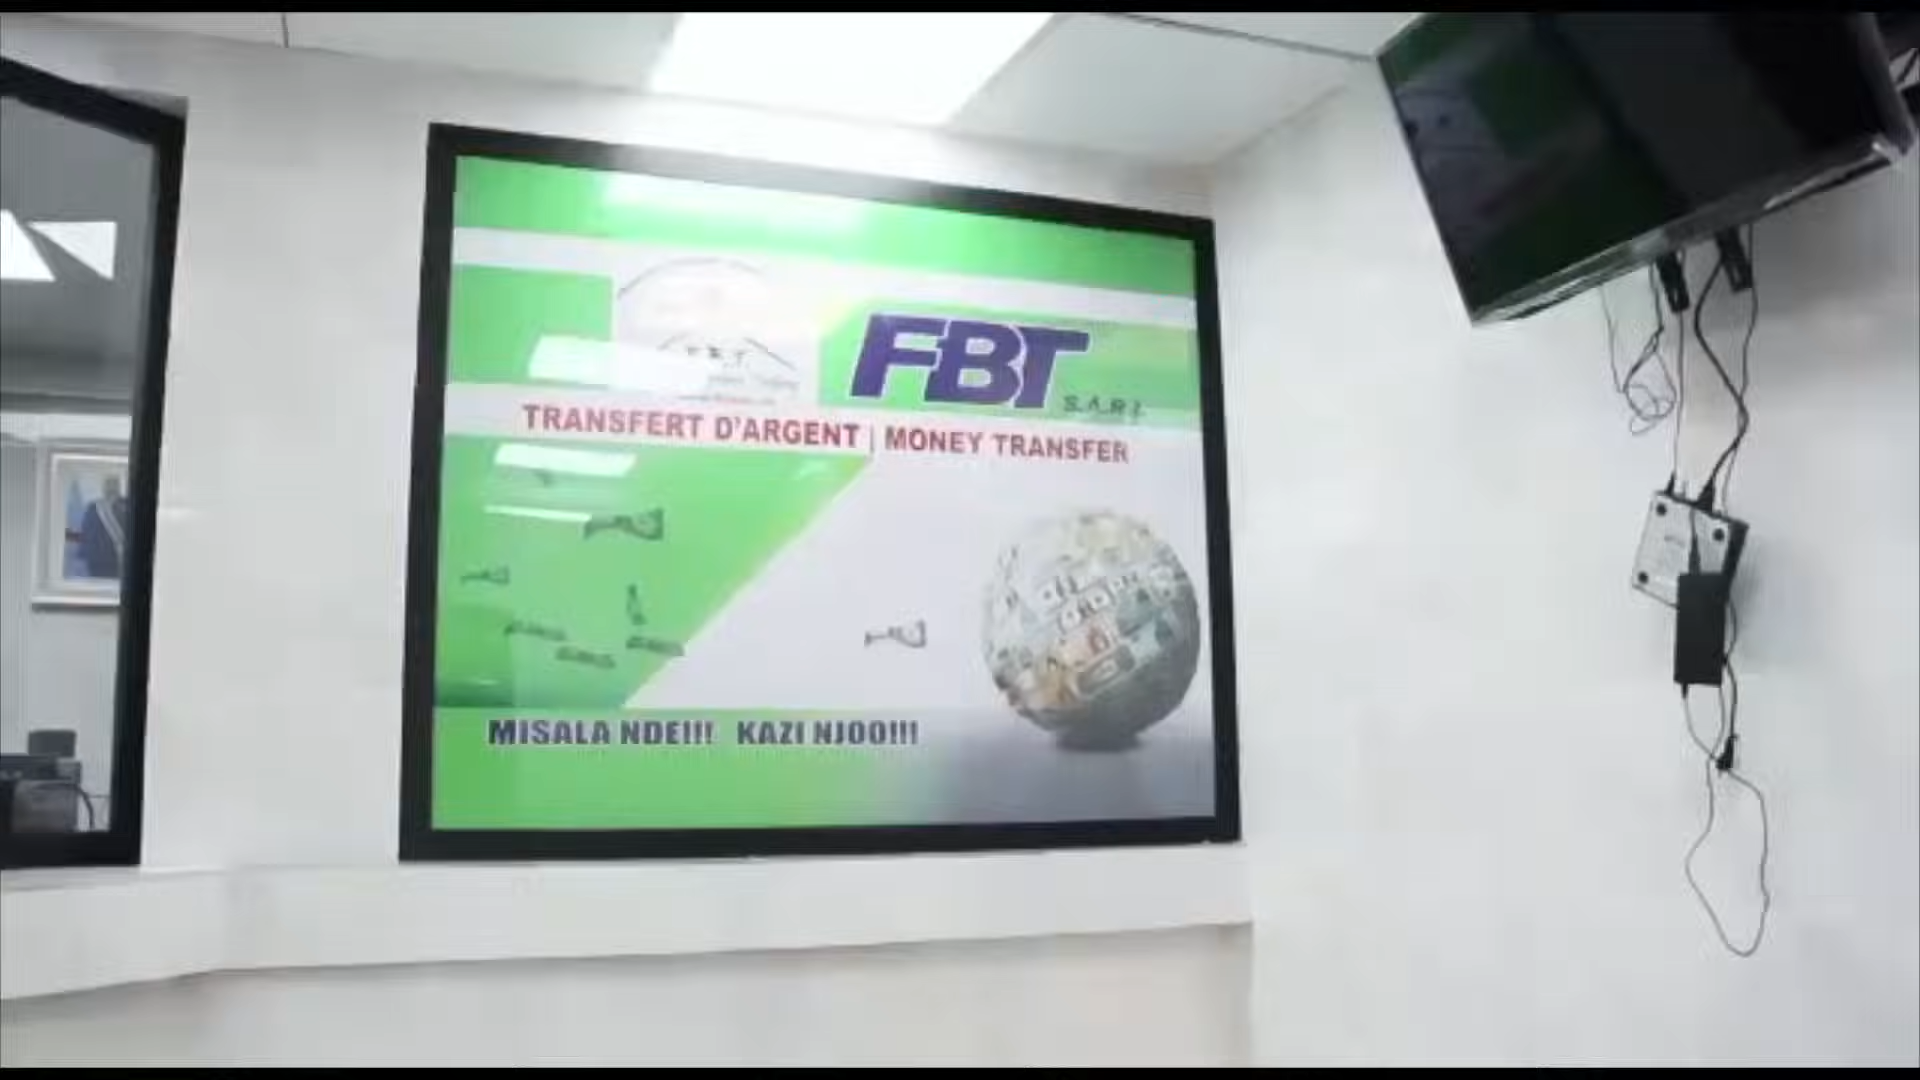 FBT
S.A.R.L
TRANSFERT D'ARGENT | MONEY TRANSFER
MISALA NDE!!! KAZI NJOO!!!